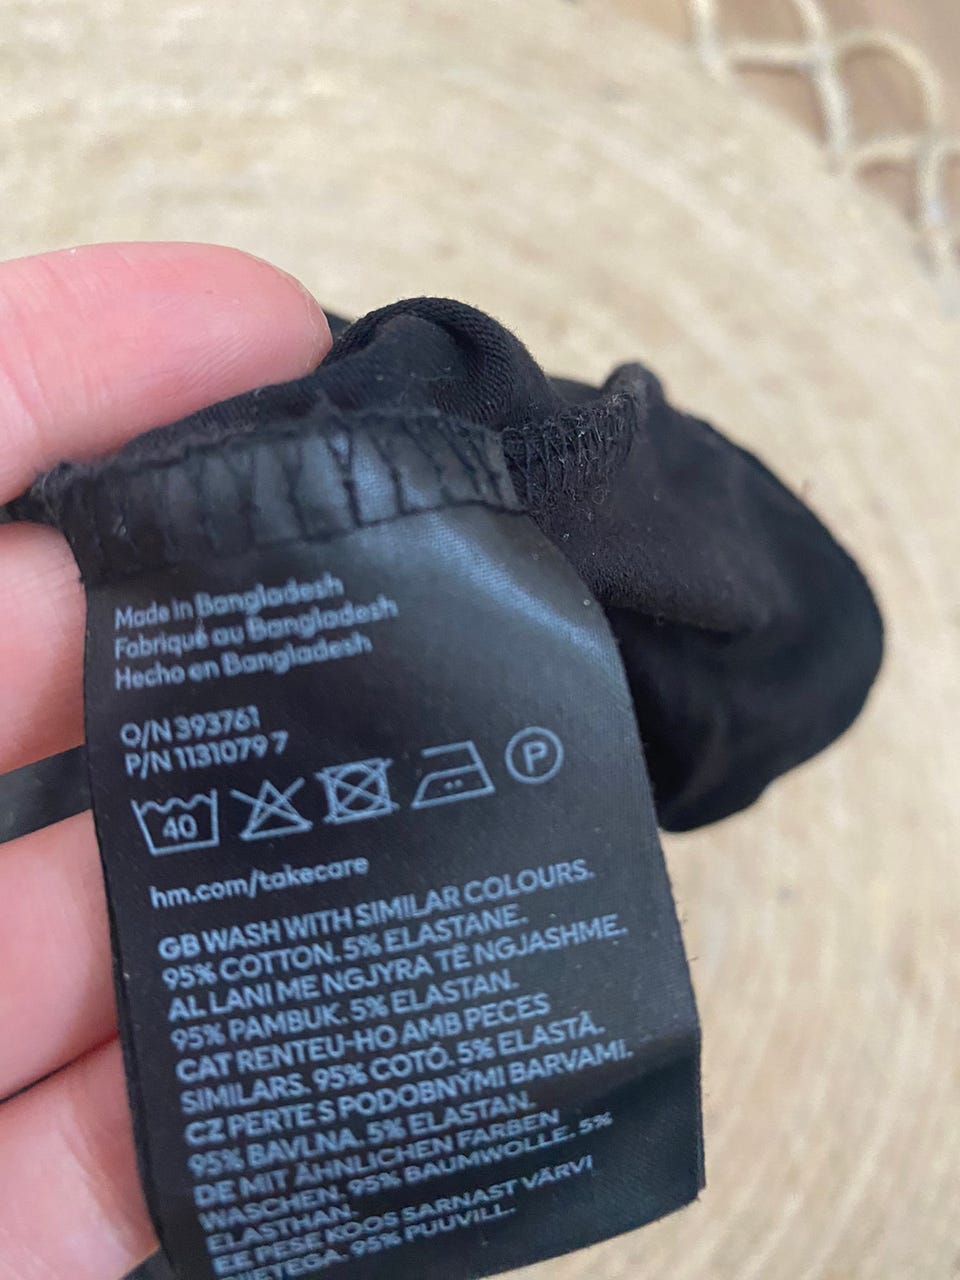 Made in Bangladesh
Fabriqué au Bangladesh
Hecho en Bangladesh
O/N 393761
P/N 1131079 7
40 P
hm.com/takecare
GB WASH WITH SIMILAR COLOURS.
95% COTTON. 5% ELASTANE.
AL LANI ME NGJYRA TË NGJASHME.
95% PAMBUK. 5% ELASTAN.
CAT RENTEU-HO AMB PECES
SIMILARS. 95% COTÓ. 5% ELASTÀ.
CZ PERTE S PODOBNÝMI BARVAMI.
95% BAVLNA. 5% ELASTAN.
DE MIT ÄHNLICHEN FARBEN
WASCHEN. 95% BAUMWOLLE. 5%
ELASTHAN.
EE PESE KOOS SARNAST VÄRVI
95% PUUVILL.